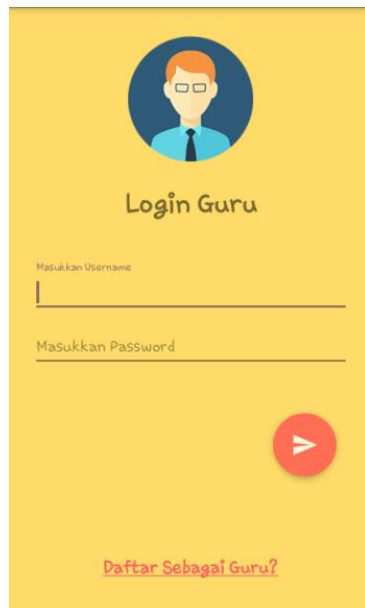 Login Guru
Masukkan Username
Masukkan Password
Daftar Sebagai Guru?